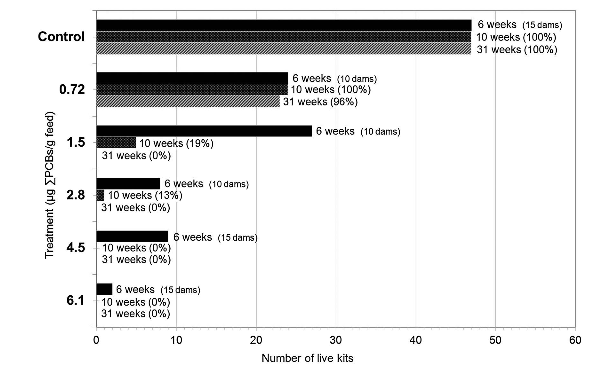 Control
6 weeks (15 dams)
10 weeks (100%)
31 weeks (100%)
0.72
6 weeks (10 dams)
10 weeks (100%)
31 weeks (96%)
1.5
6 weeks (10 dams)
10 weeks (19%)
31 weeks (0%)
2.8
6 weeks (10 dams)
10 weeks (13%)
31 weeks (0%)
4.5
6 weeks (15 dams)
10 weeks (0%)
31 weeks (0%)
6.1
6 weeks (15 dams)
10 weeks (0%)
31 weeks (0%)
Treatment (µg ∑PCBs/g feed)
0 10 20 30 40 50 60
Number of live kits